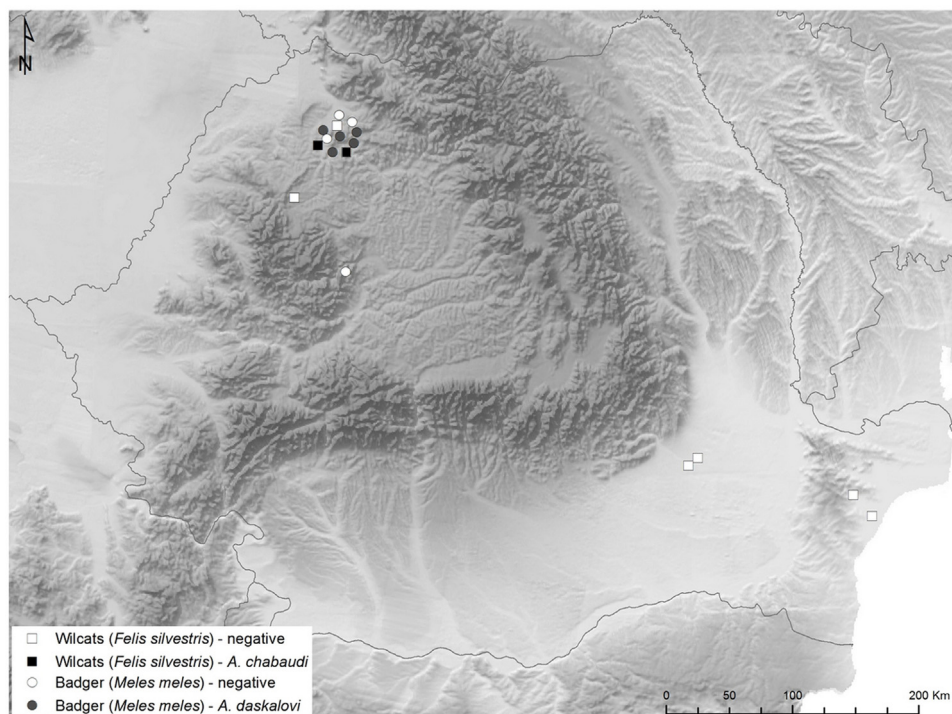 N
Wilcats (Felis silvestris) - negative
Wilcats (Felis silvestris) - A. chabaudi
Badger (Meles meles) - negative
Badger (Meles meles) - A. daskalovi
0 50 100 200 Km